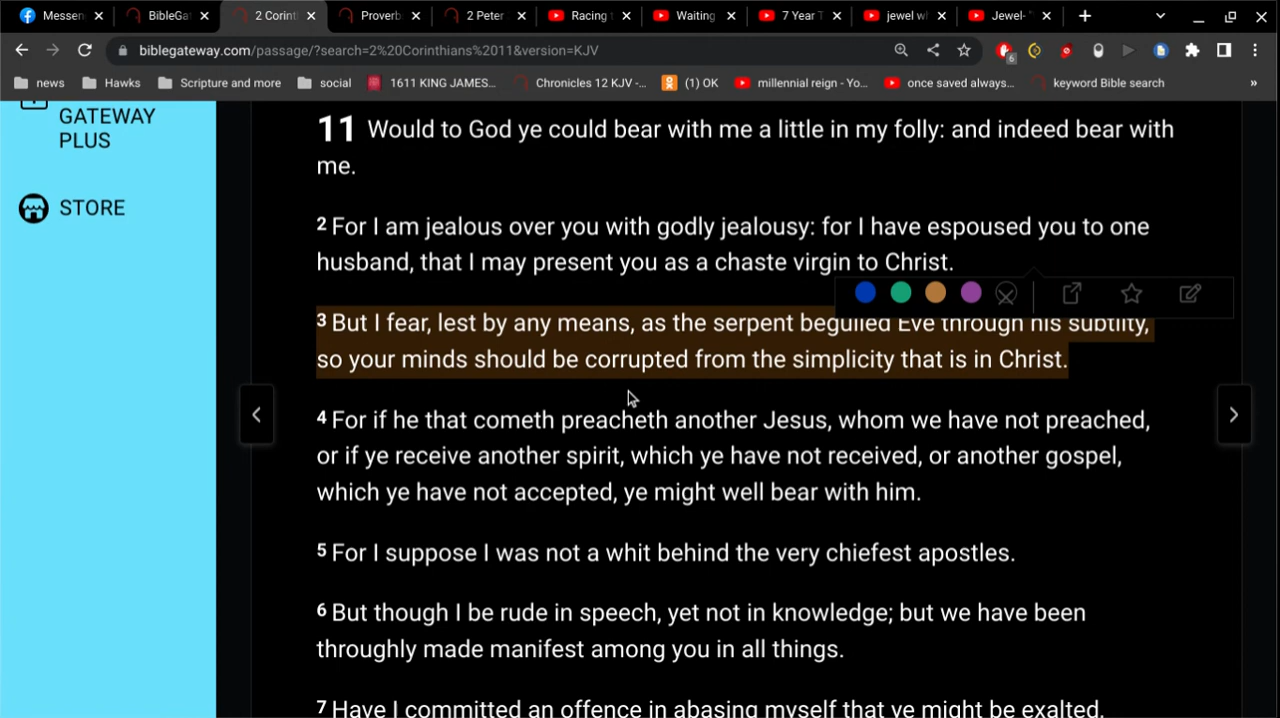 Messen
BibleGa
2 Corint
Proverb
2 Peter
Racing t
Waiting
7 Year T
jewel wh
Jewel- "
biblegateway.com/passage/?search=2%20Corinthians%2011&version=KJV
6
news
Hawks
Scripture and more
social
1611 KING JAMES...
Chronicles 12 KJV -...
(1) OK
millennial reign - Yo...
once saved always...
keyword Bible search
»
GATEWAY
PLUS
STORE
11 Would to God ye could bear with me a little in my folly: and indeed bear with
me.
2 For I am jealous over you with godly jealousy: for I have espoused you to one
husband, that I may present you as a chaste virgin to Christ.
3 But I fear, lest by any means, as the serpent beguiled Eve through his subtilty,
so your minds should be corrupted from the simplicity that is in Christ.
4 For if he that cometh preacheth another Jesus, whom we have not preached,
or if ye receive another spirit, which ye have not received, or another gospel,
which ye have not accepted, ye might well bear with him.
5 For I suppose I was not a whit behind the very chiefest apostles.
6 But though I be rude in speech, yet not in knowledge; but we have been
throughly made manifest among you in all things.
7 Have I committed an offence in abasing myself that ye might be exalted,